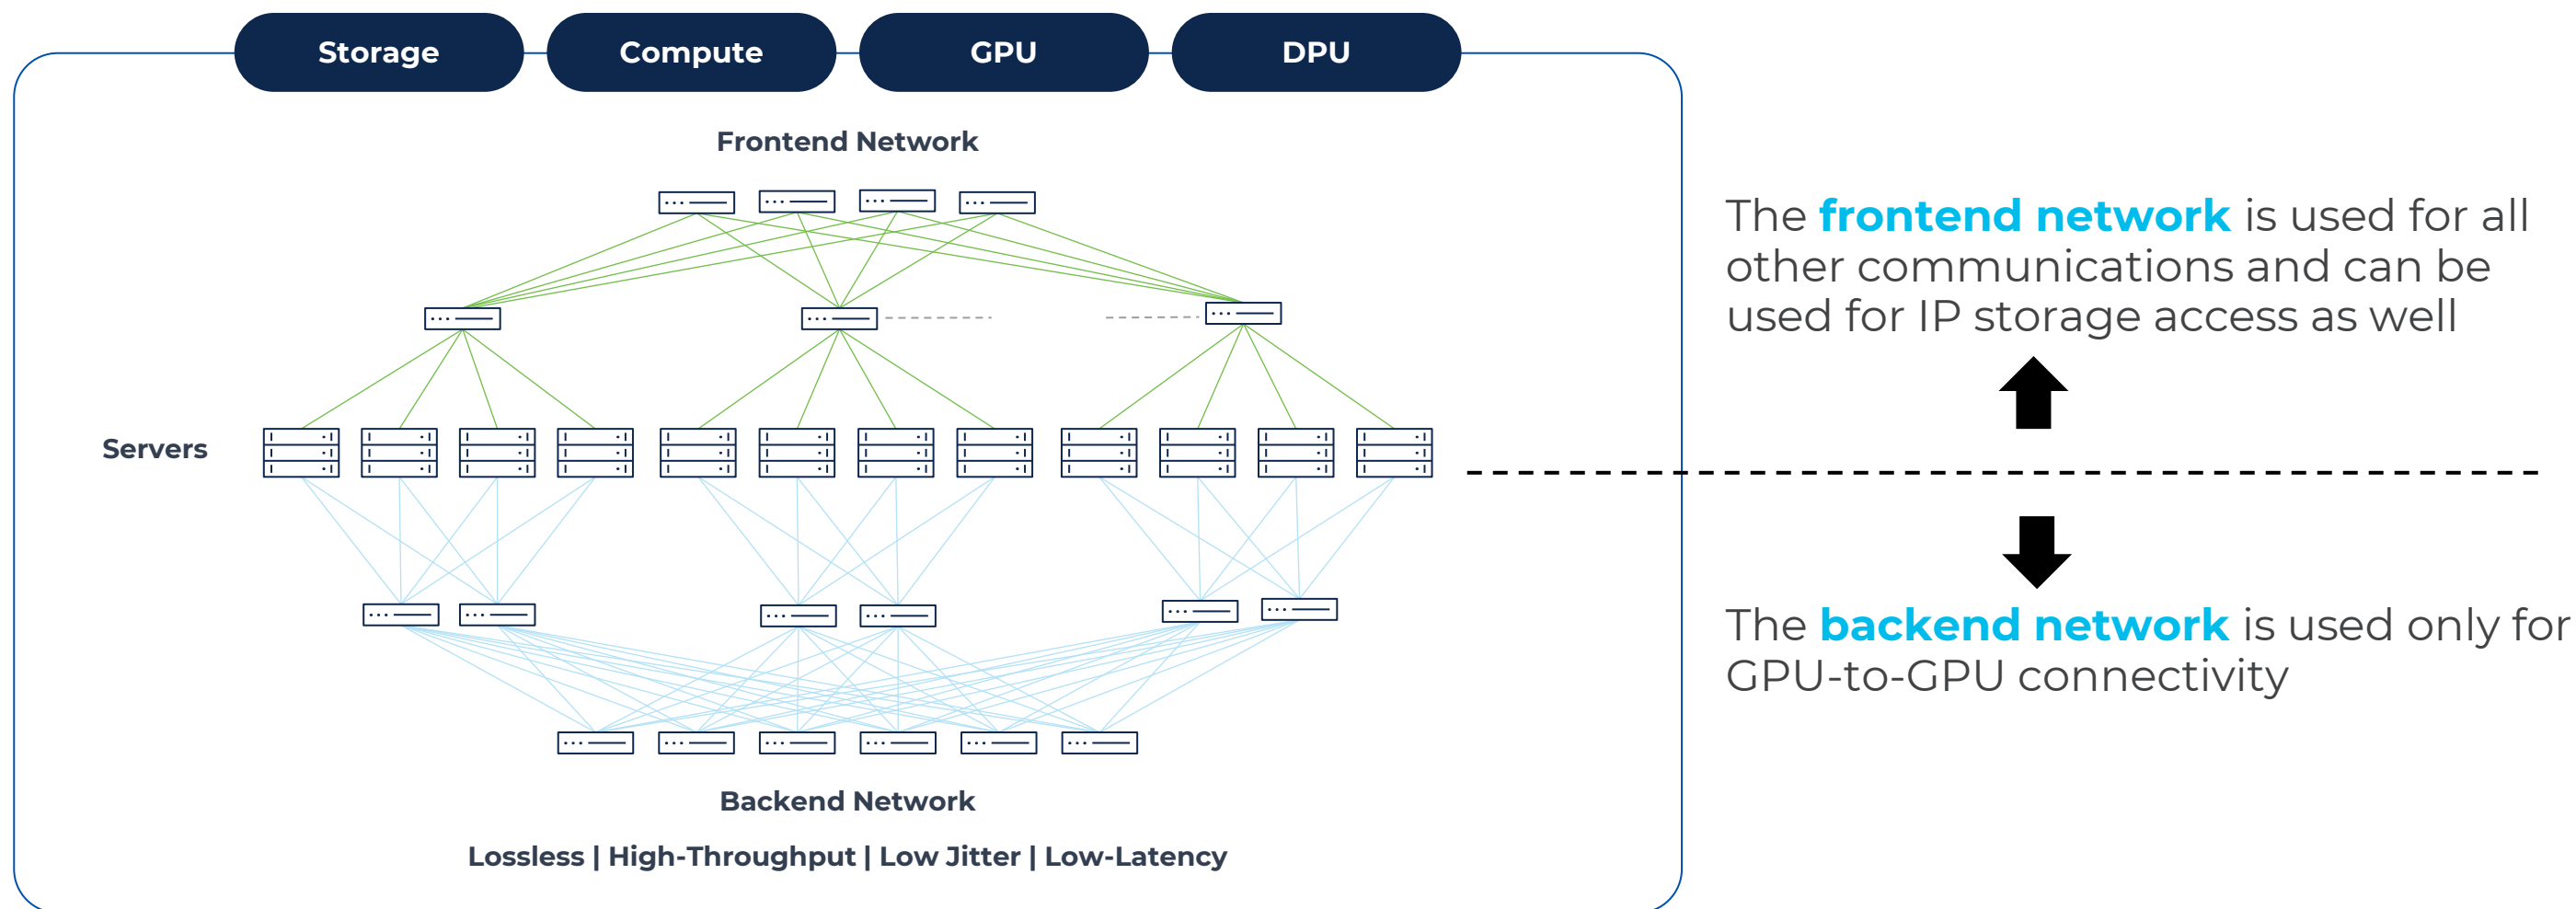 Storage
Compute
GPU
DPU
Frontend Network
The frontend network is used for all
other communications and can be
used for IP storage access as well
Servers
The backend network is used only for
GPU-to-GPU connectivity
Backend Network
Lossless | High-Throughput | Low Jitter | Low-Latency